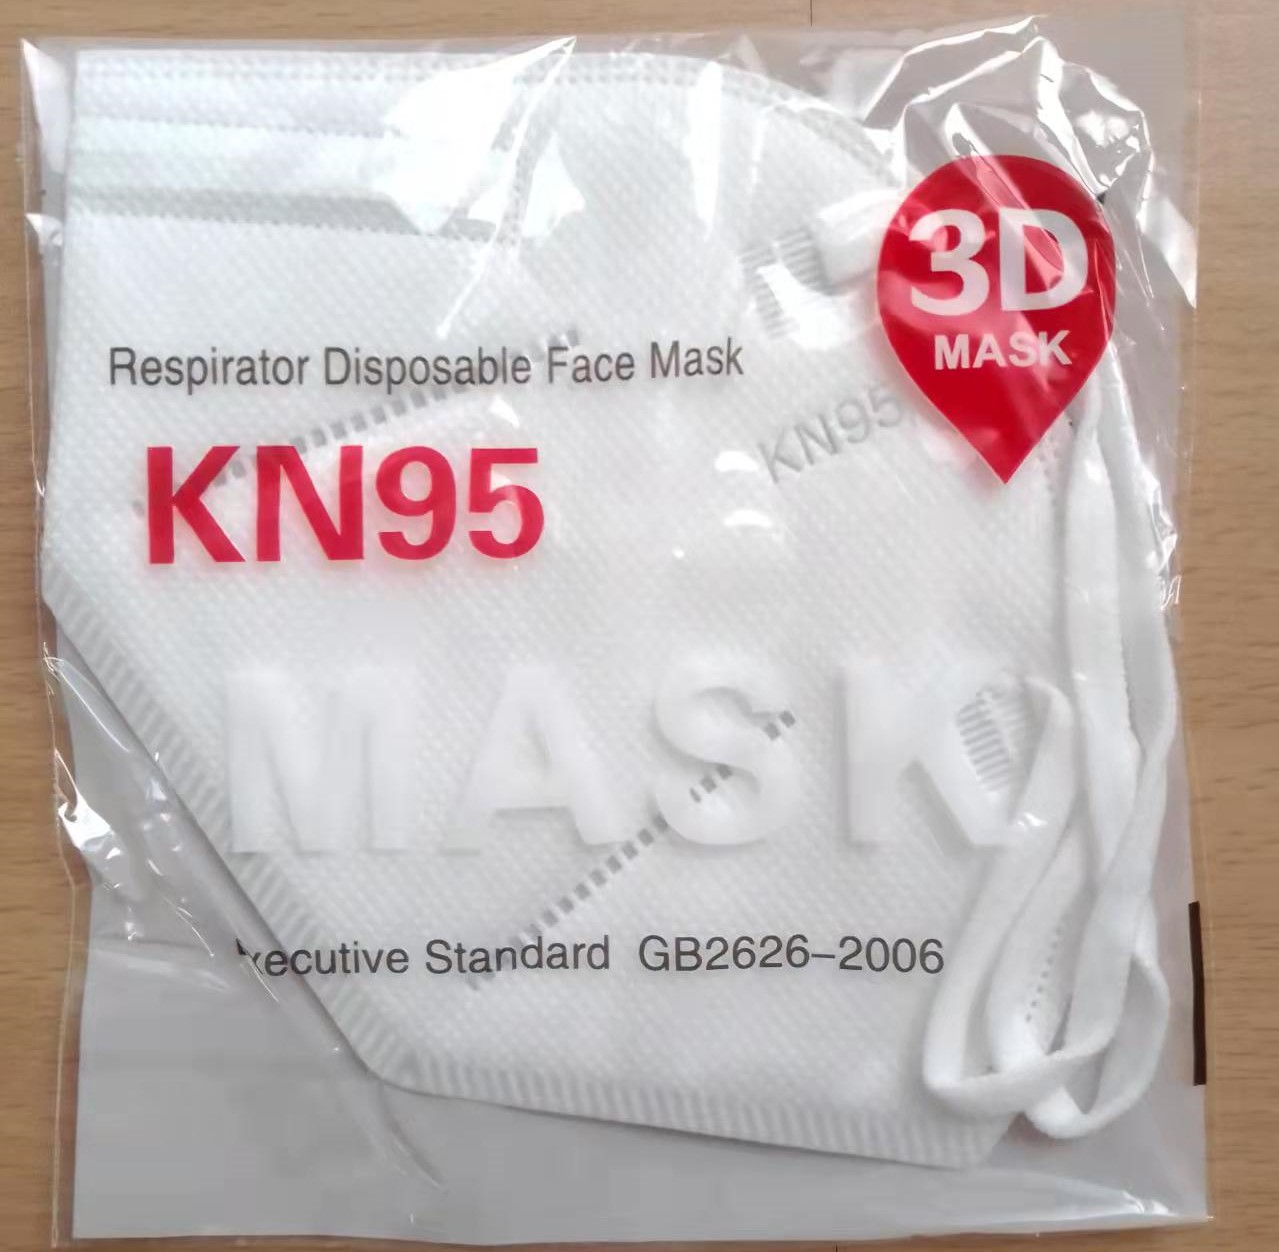 3D
MASK
Respirator Disposable Face Mask
KN95
KN95
MASK
xecutive Standard GB2626-2006